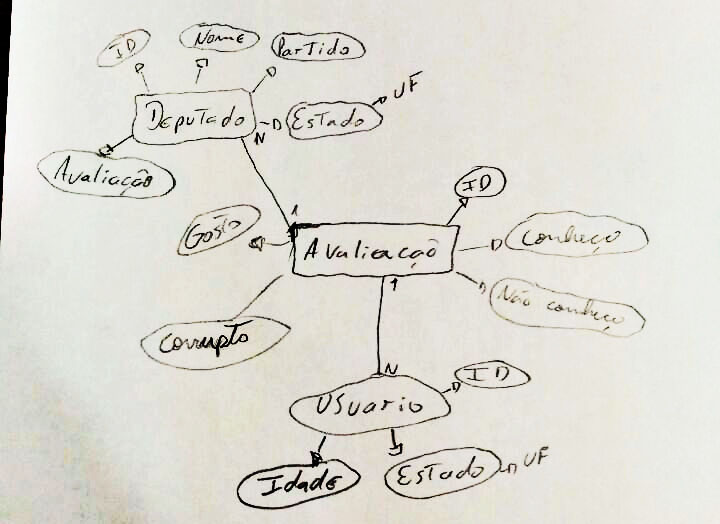 ID
Nome
Partido
Deputado
N
Estado
UF
Avaliação
1
ID
Gosto
Avaliação
Conheço
Não conheço
1
Corrupto
N
Usuario
ID
Idade
Estado
UF